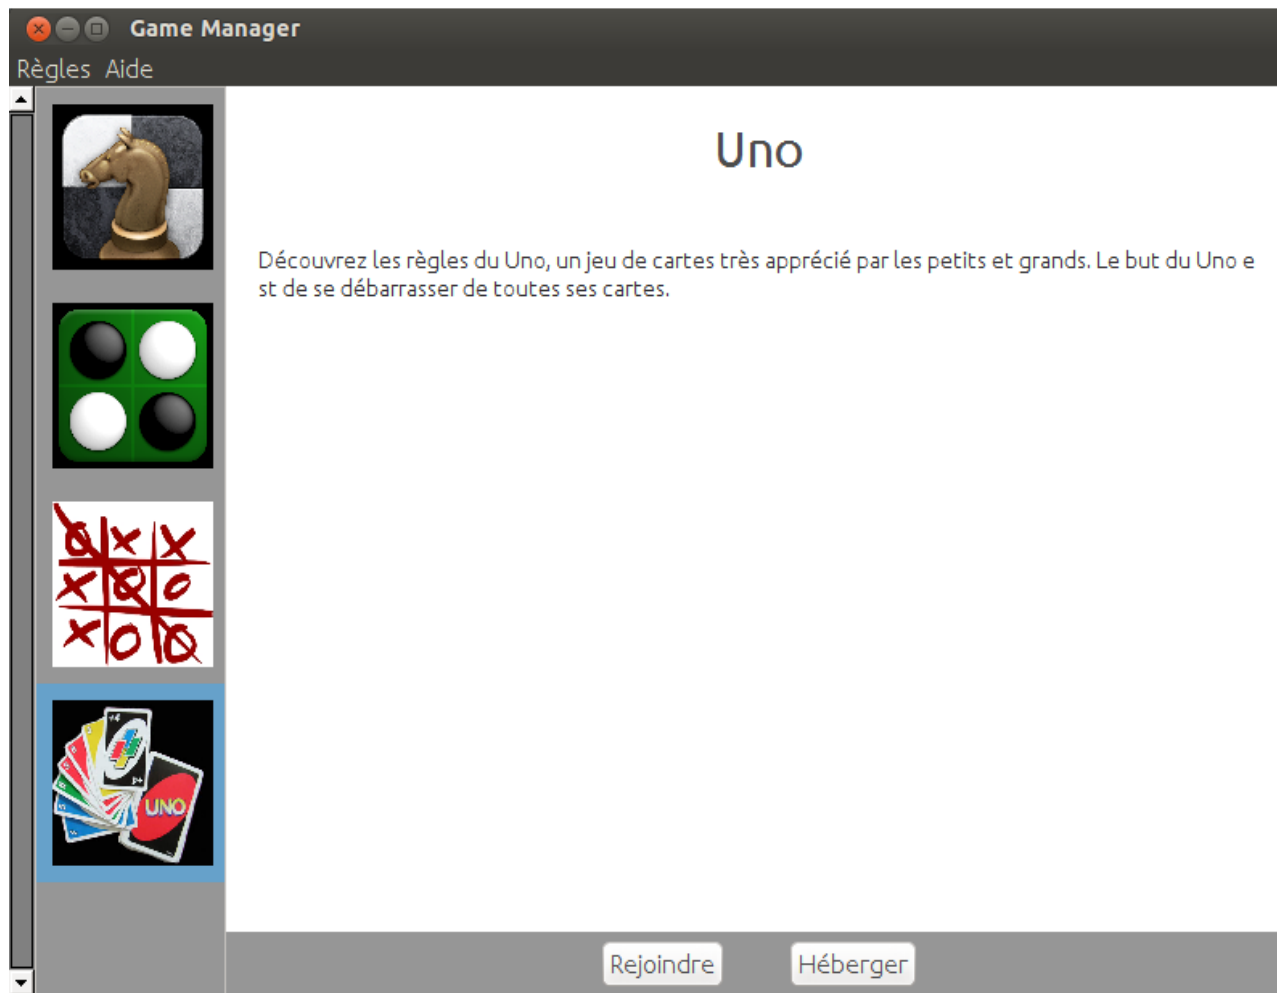 Game Manager
Règles Aide
Uno
Découvrez les règles du Uno, un jeu de cartes très apprécié par les petits et grands. Le but du Uno e
st de se débarrasser de toutes ses cartes.
+4
UNO
Rejoindre Héberger